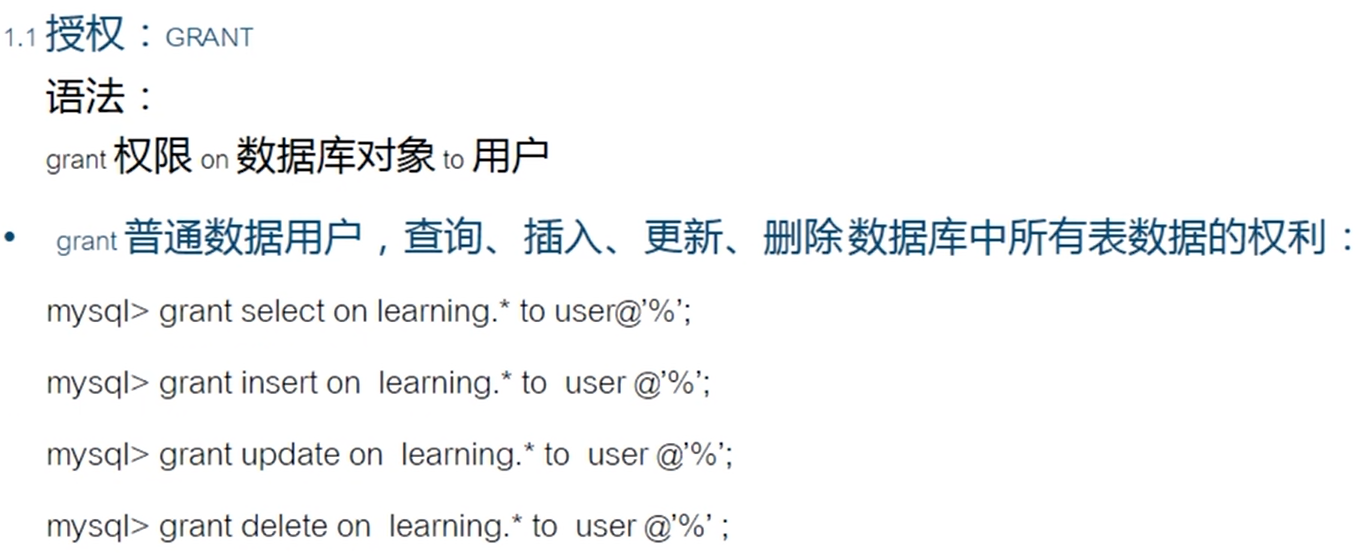 1.1 授权：GRANT
语法：
grant 权限 on 数据库对象 to 用户
• grant 普通数据用户，查询、插入、更新、删除数据库中所有表数据的权利：
mysql> grant select on learning.* to user@’%’;
mysql> grant insert on  learning.* to  user @’%’;
mysql> grant update on  learning.* to  user @’%’;
mysql> grant delete on  learning.* to  user @’%’ ;